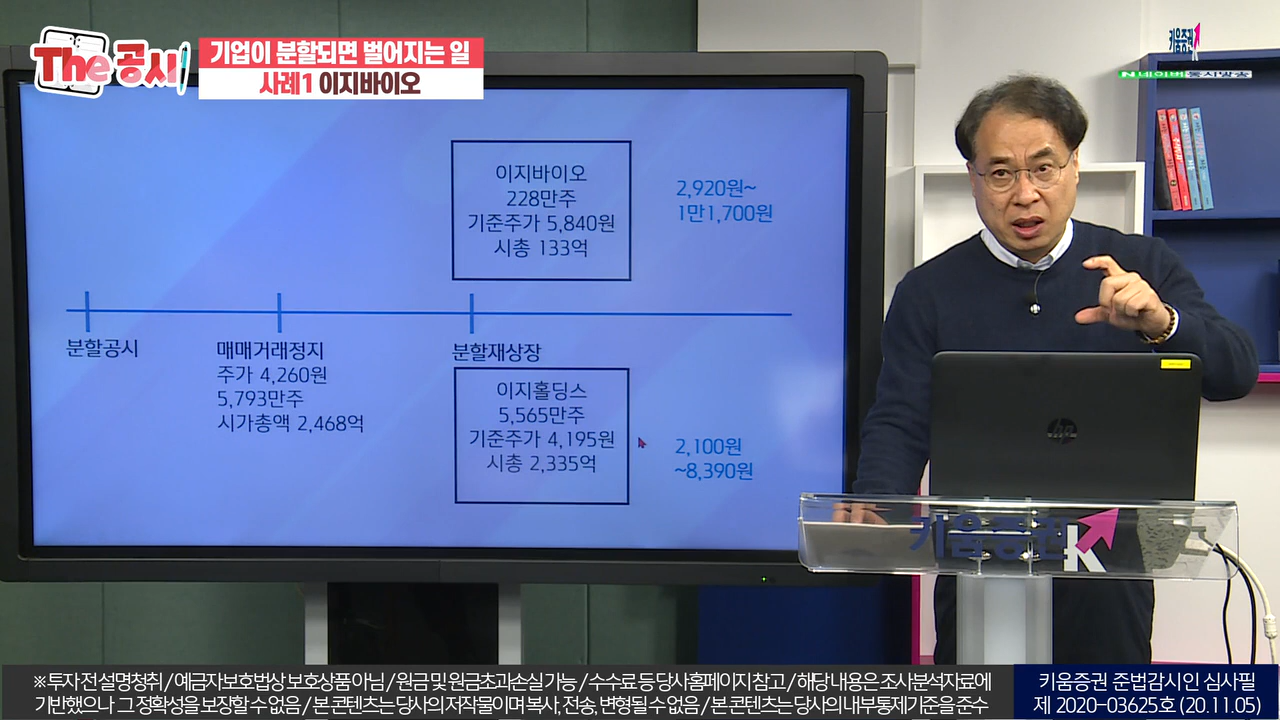 The 공시
기업이 분할되면 벌어지는 일
사례1 이지바이오
키움증권
이지바이오
228만주
기준주가 5,840원
시총 133억
2,920원~
1만1,700원
분할공시
매매거래정지
주가 4,260원
5,793만주
시가총액 2,468억
분할재상장
이지홀딩스
5,565만주
기준주가 4,195원
시총 2,335억
2,100원
~8,390원
hp
키움증권
※ 투자 전 설명청취 / 예금자보호법상 보호상품 아님 / 원금 및 원금초과손실 가능 / 수수료 등 당사홈페이지 참고 / 해당 내용은 조사분석자료에
기반했으나 그 정확성을 보장할 수 없음 / 본 콘텐츠는 당사의 저작물이며 복사, 전송, 변형될 수 없음 / 본 콘텐츠는 당사의 내부통제기준을 준수
키움증권 준법감시인 심사필
제 2020-03625호 (20.11.05)